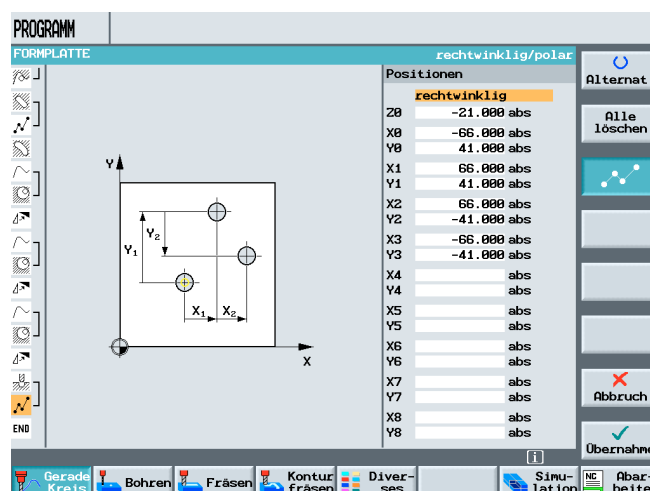 PROGRAMM
FORMPLATTE rechtwinklig/polar
Positionen
rechtwinklig
Z0 -21.000 abs
X0 -66.000 abs
Y0 41.000 abs
X1 66.000 abs
Y1 41.000 abs
X2 66.000 abs
Y2 -41.000 abs
X3 -66.000 abs
Y3 -41.000 abs
X4 abs
Y4 abs
X5 abs
Y5 abs
X6 abs
Y6 abs
X7 abs
Y7 abs
X8 abs
Y8 abs
END
Y
Y2
Y1
X1 X2
X
Alternat
Alle
löschen
Abbruch
Übernahme
i
Gerade
Kreis
Bohren
Fräsen
Kontur
fräsen
Diver-
ses
Simu-
lation
NC Abar-
beite